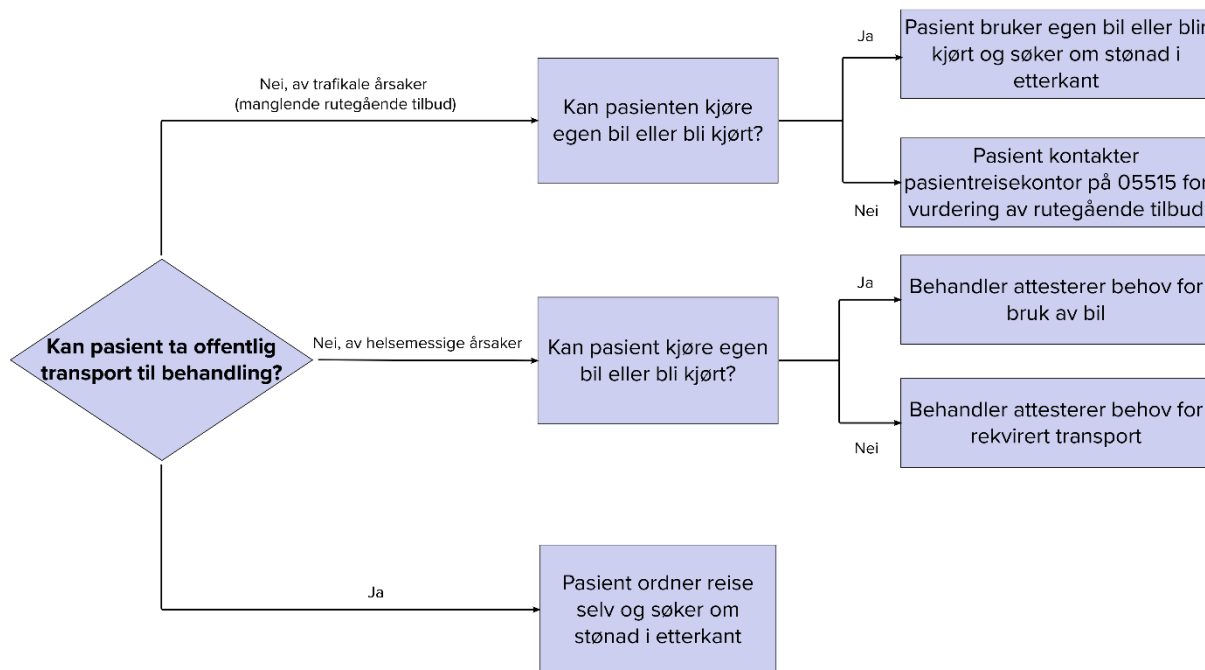 Ja
Pasient bruker egen bil eller blir
kjørt og søker om stønad i
etterkant
Nei, av trafikale årsaker
(manglende rutegående tilbud)
Kan pasienten kjøre
egen bil eller bli kjørt?
Pasient kontakter
pasientreisekontor på 05515 for
vurdering av rutegående tilbud
Nei
Kan pasient ta offentlig
transport til behandling?
Nei, av helsemessige årsaker
Kan pasient kjøre egen
bil eller bli kjørt?
Ja
Behandler attesterer behov for
bruk av bil
Behandler attesterer behov for
rekvirert transport
Nei
Ja
Pasient ordner reise
selv og søker om
stønad i etterkant